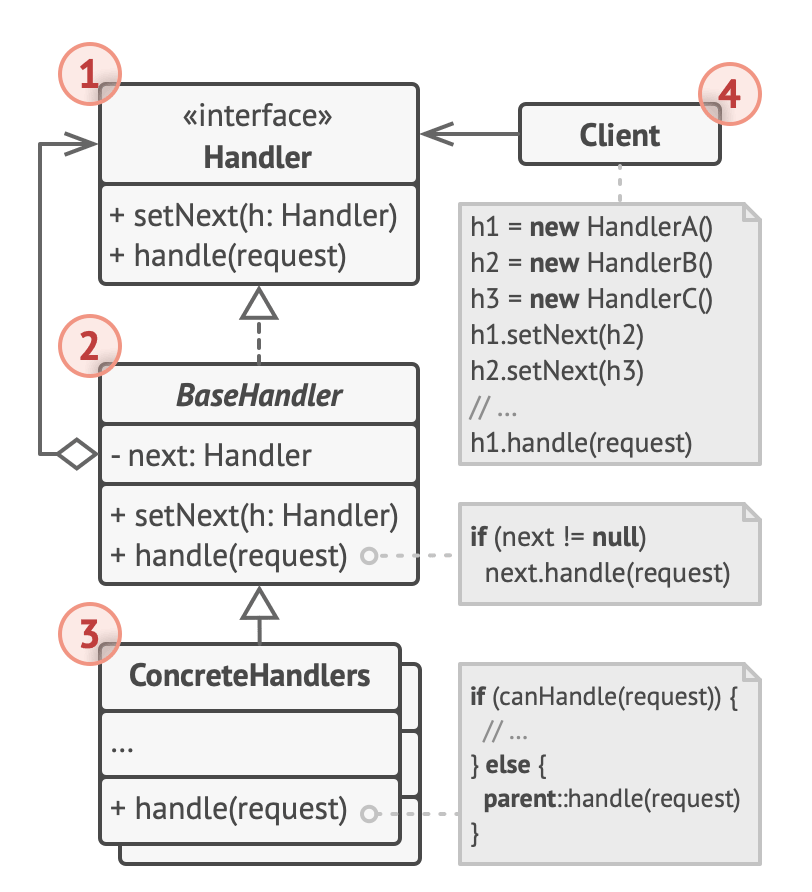 1
«interface»
Handler
+ setNext(h: Handler)
+ handle(request)
4
Client
h1 = new HandlerA()
h2 = new HandlerB()
h3 = new HandlerC()
h1.setNext(h2)
h2.setNext(h3)
// ...
h1.handle(request)
2
BaseHandler
- next: Handler
+ setNext(h: Handler)
+ handle(request)
if (next != null)
next.handle(request)
3
ConcreteHandlers
...
+ handle(request)
if (canHandle(request)) {
// ...
} else {
parent::handle(request)
}